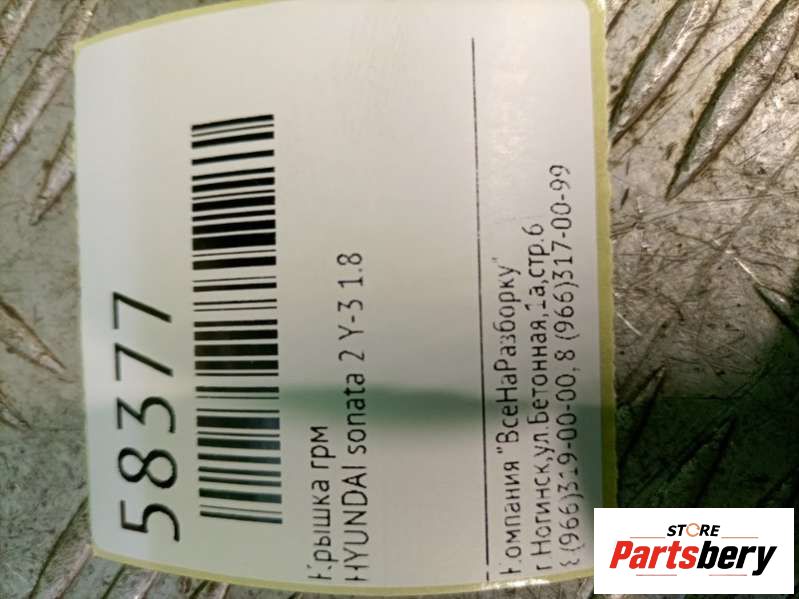 58377
Крышка грм
HYUNDAI sonata 2 Y-3 1.8
Компания "ВсеНаРазборку"
г.Ногинск,ул.Бетонная,1а,стр.6
8 (966)319-00-00, 8 (966)317-00-99
STORE
Partsbery